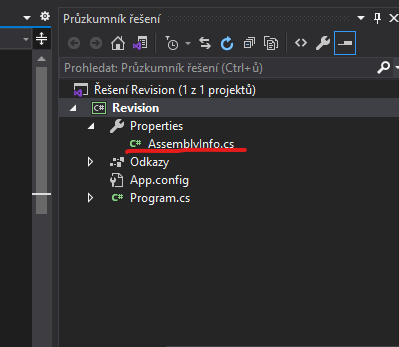 Průzkumník řešení
Prohledat: Průzkumník řešení (Ctrl+ů)
Řešení Revision (1 z 1 projektů)
C# Revision
Properties
C# AssemblyInfo.cs
Odkazy
App.config
C# Program.cs